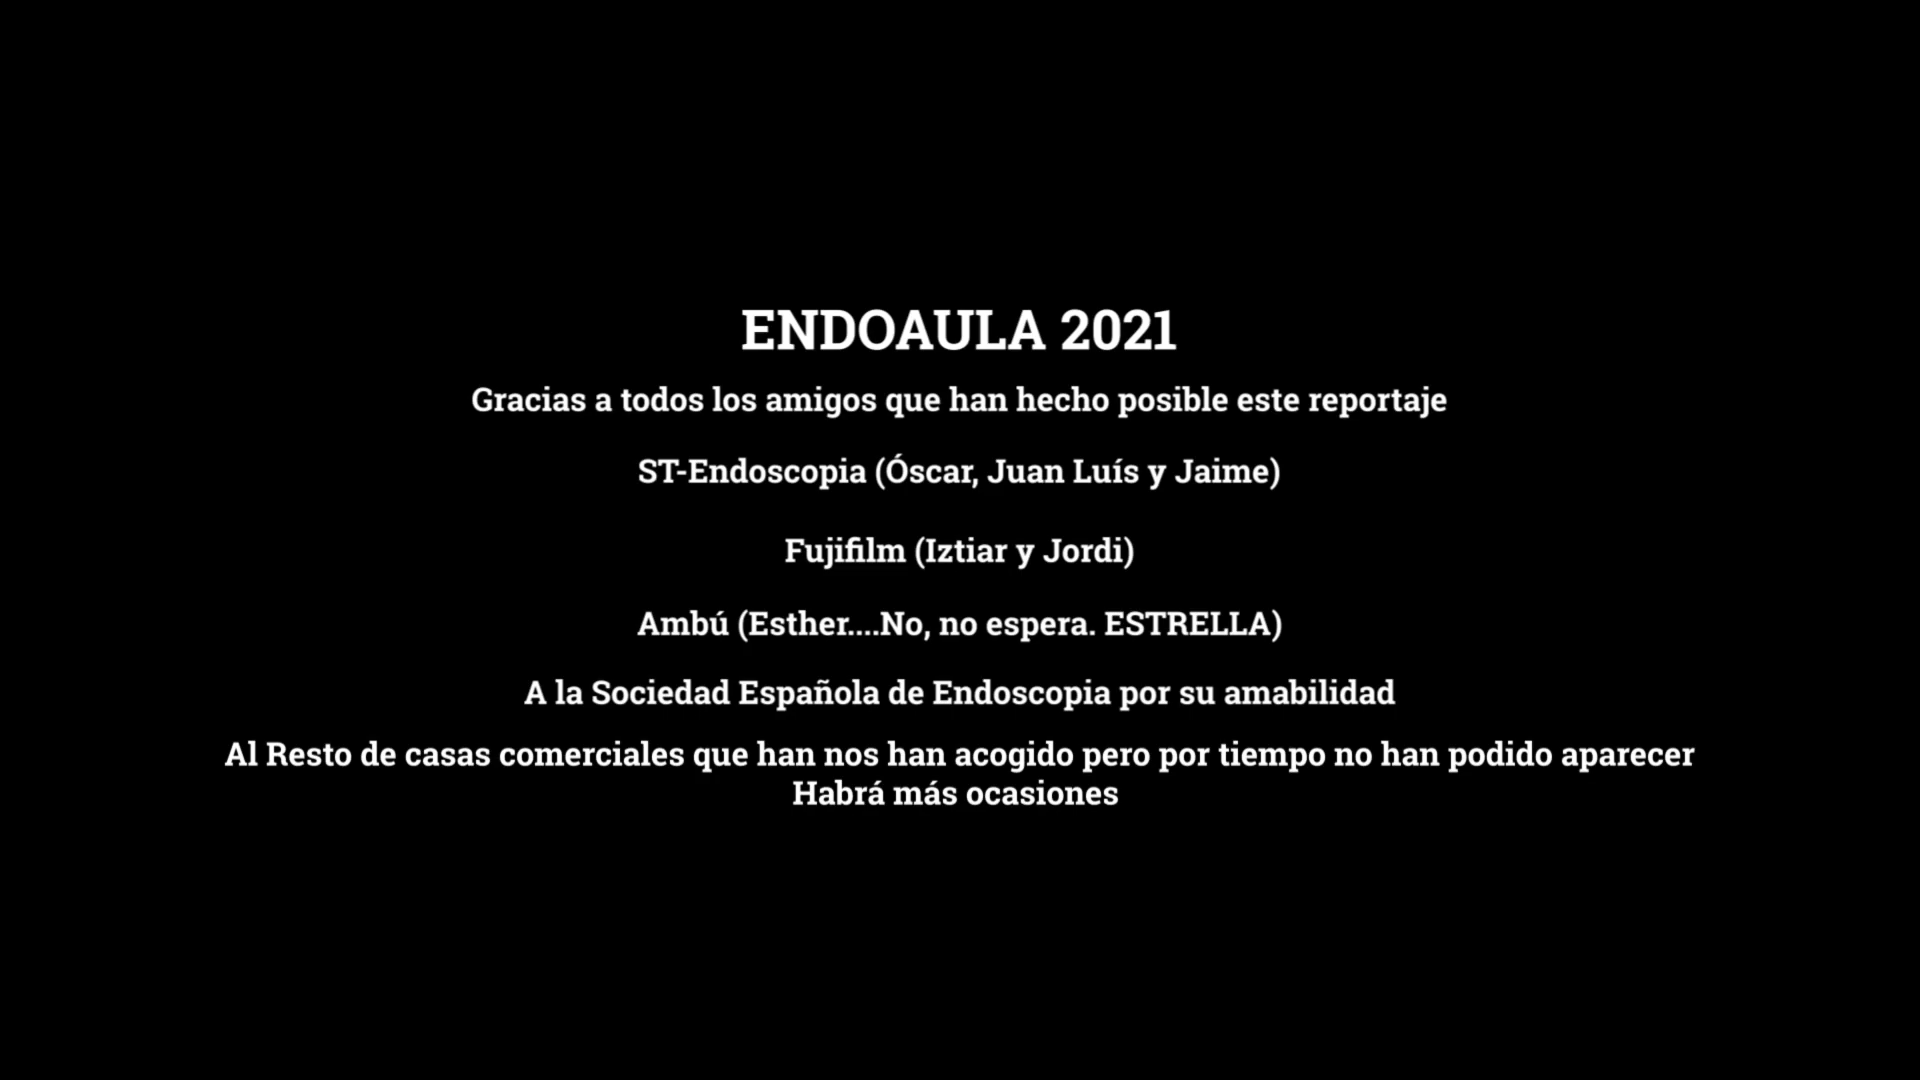 ENDOAULA 2021
Gracias a todos los amigos que han hecho posible este reportaje
ST-Endoscopia (Óscar, Juan Luís y Jaime)
Fujifilm (Iztiar y Jordi)
Ambú (Esther....No, no espera. ESTRELLA)
A la Sociedad Española de Endoscopia por su amabilidad
Al Resto de casas comerciales que han nos han acogido pero por tiempo no han podido aparecer
Habrá más ocasiones